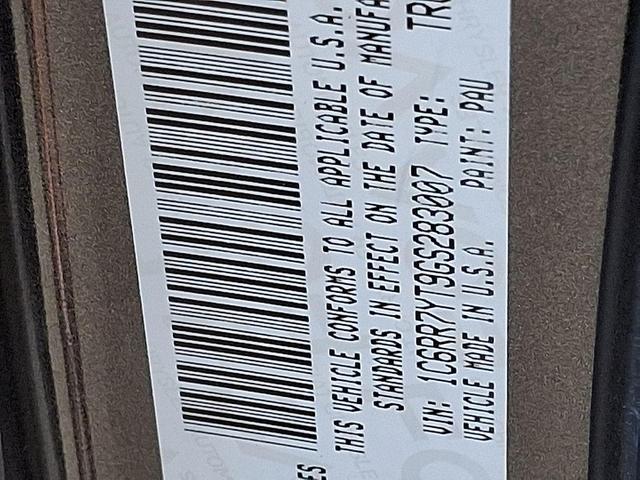 THIS VEHICLE CONFORMS TO ALL APPLICABLE U.S.A.
STANDARDS IN EFFECT ON THE DATE OF MANUFA
VIN: 1C6RR7YT9GS283007 TYPE: TRU
VEHICLE MADE IN U.S.A. PAINT: PAU